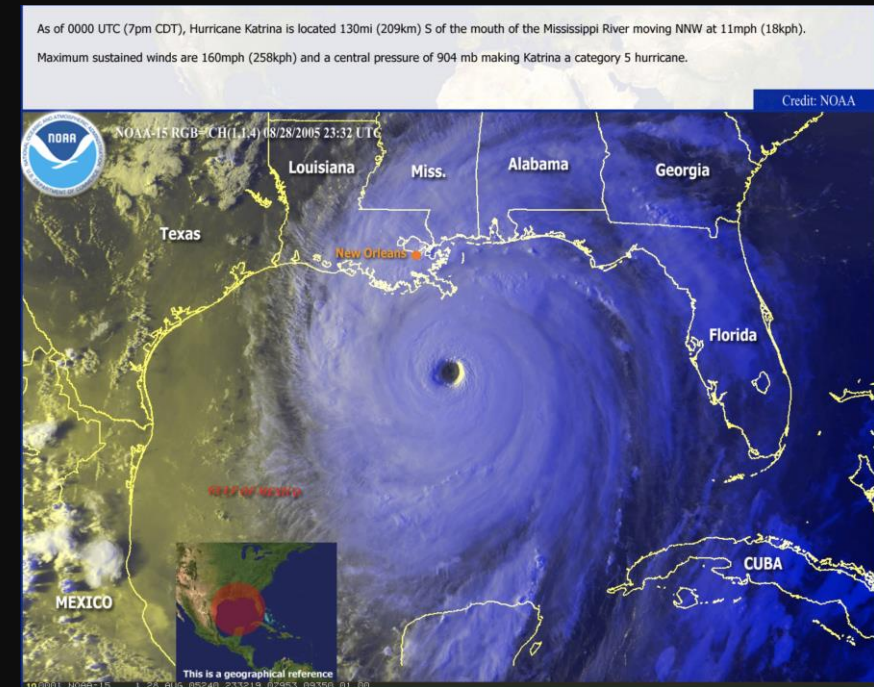 As of 0000 UTC (7pm CDT), Hurricane Katrina is located 130mi (209km) S of the mouth of the Mississippi River moving NNW at 11mph (18kph).
Maximum sustained winds are 160mph (258kph) and a central pressure of 904 mb making Katrina a category 5 hurricane.
Credit: NOAA
NOAA
NOAA-15 RGB= CH(1,1,4) 08/28/2005 23:32 UTC
Louisiana
Miss.
Alabama
Georgia
Texas
New Orleans
Florida
CUBA
MEXICO
This is a geographical reference